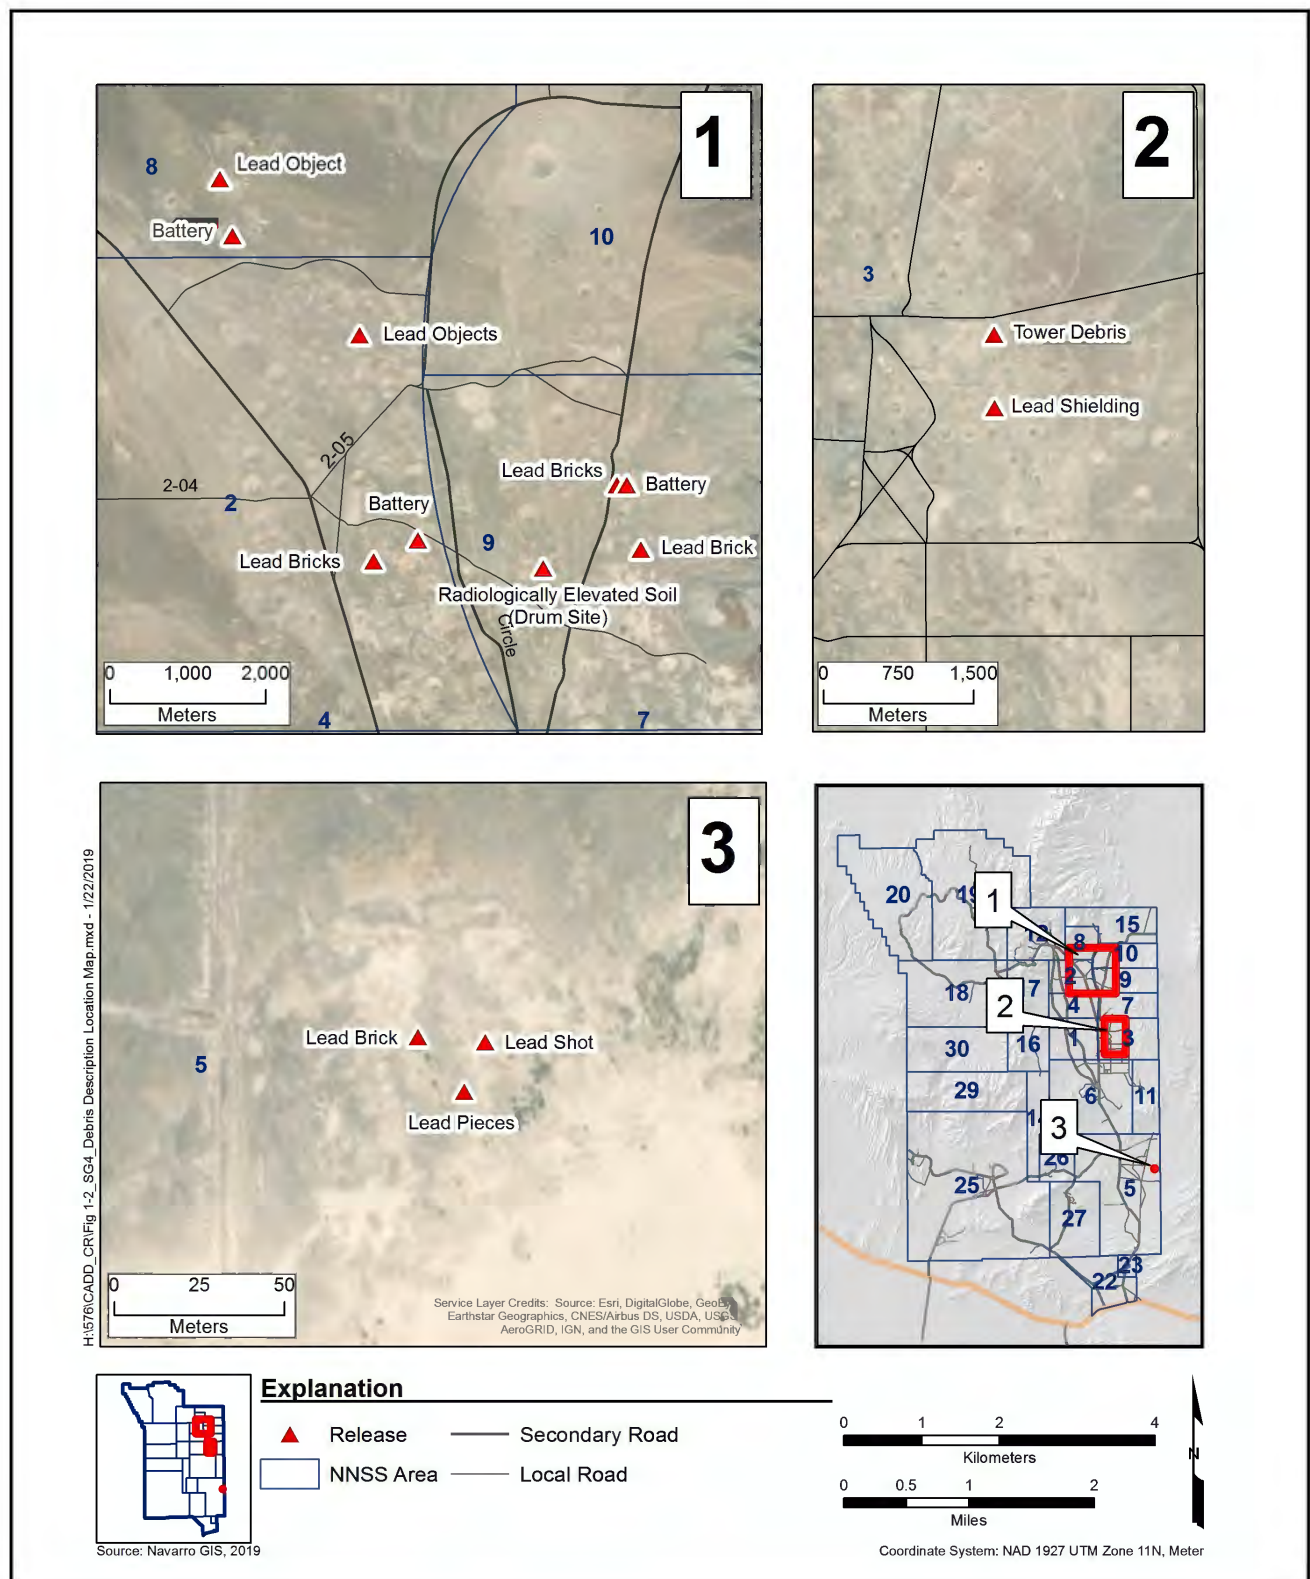 1
8
Lead Object
Battery
10
Lead Objects
2-05
2-04
2
Lead Bricks
Battery
Battery
9
Lead Bricks
Lead Brick
Radiologically Elevated Soil
(Drum Site)
Circle
0 1,000 2,000
Meters
4
7
2
3
Tower Debris
Lead Shielding
0 750 1,500
Meters
3
Lead Brick
Lead Shot
5
Lead Pieces
0 25 50
Meters
Service Layer Credits: Source: Esri, DigitalGlobe, GeoEy
Earthstar Geographics, CNES/Airbus DS, USDA, USGS
AeroGRID, IGN, and the GIS User Community
H:\576\CADD_CR\Fig 1-2_SG4_Debris Description Location Map.mxd - 1/22/2019
20
19
1
12
8
15
10
2
9
18
2
7
4
7
30
16
1
3
29
6
11
3
26
25
5
27
23
22
Explanation
Release
Secondary Road
NNSS Area
Local Road
0 1 2 4
Kilometers
0 0.5 1 2
Miles
N
Source: Navarro GIS, 2019
Coordinate System: NAD 1927 UTM Zone 11N, Meter